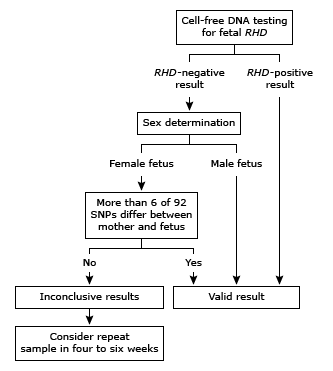 Cell-free DNA testing
for fetal RHD
RHD-negative
result
RHD-positive
result
Sex determination
Female fetus
Male fetus
More than 6 of 92
SNPs differ between
mother and fetus
No
Yes
Inconclusive results
Valid result
Consider repeat
sample in four to six weeks